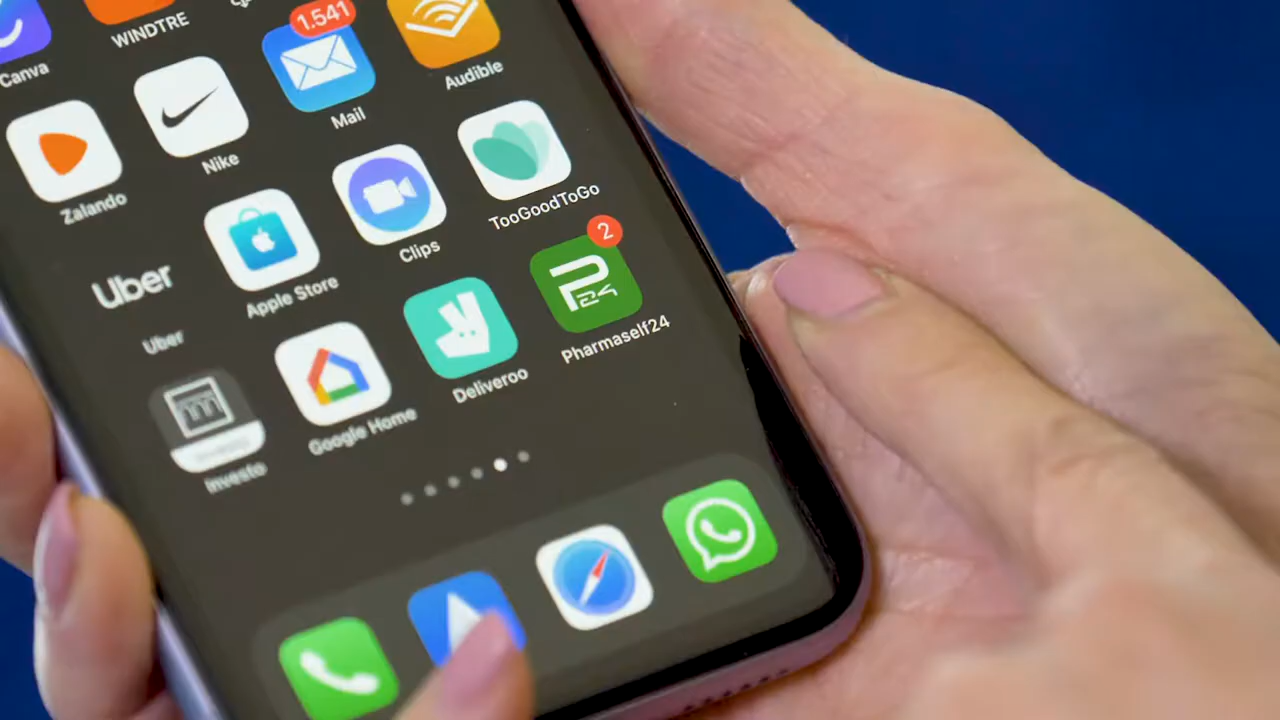 Canva
WINDTRE
1.541
Mail
Audible
Zalando
Nike
Clips
TooGoodToGo
Uber
Uber
Apple Store
Deliveroo
2
P24
Pharmaself24
Investo
Google Home